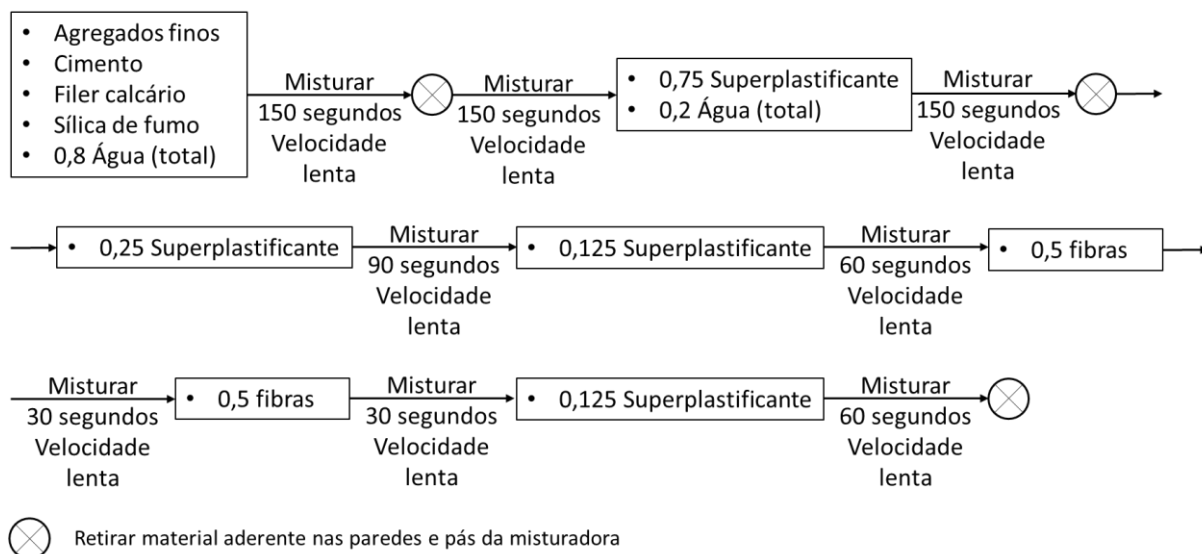 • Agregados finos
• Cimento
• Filer calcário
• Sílica de fumo
• 0,8 Água (total)
Misturar
150 segundos
Velocidade
lenta
Misturar
150 segundos
Velocidade
lenta
• 0,75 Superplastificante
• 0,2 Água (total)
Misturar
150 segundos
Velocidade
lenta
• 0,25 Superplastificante
Misturar
90 segundos
Velocidade
lenta
• 0,125 Superplastificante
Misturar
60 segundos
Velocidade
lenta
• 0,5 fibras
Misturar
30 segundos
Velocidade
lenta
• 0,5 fibras
Misturar
30 segundos
Velocidade
lenta
• 0,125 Superplastificante
Misturar
60 segundos
Velocidade
lenta
Retirar material aderente nas paredes e pás da misturadora